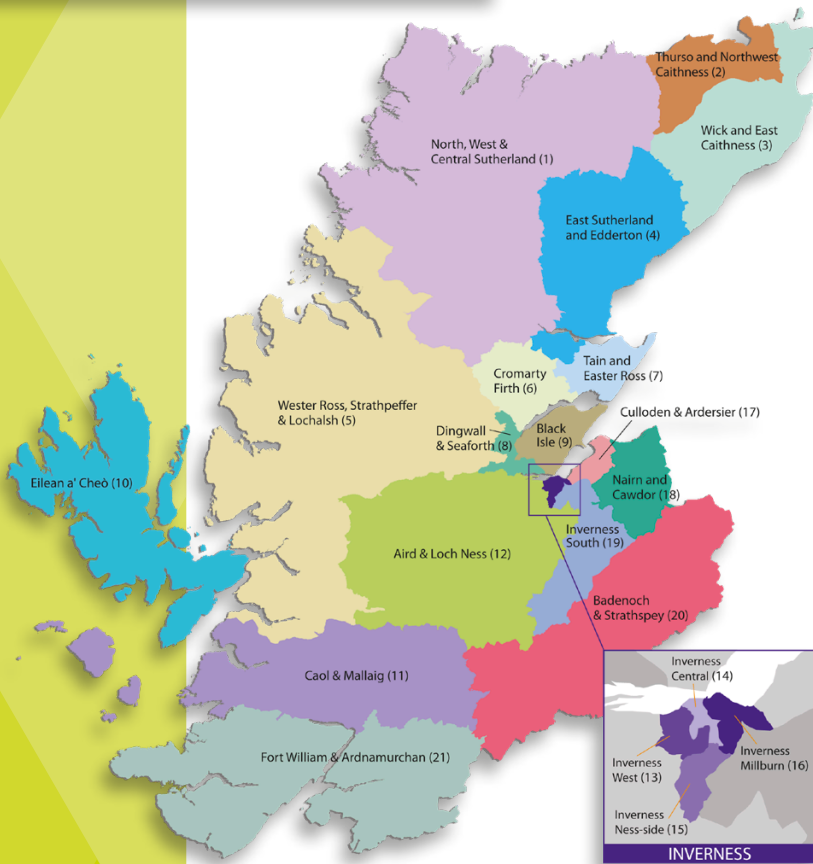 Thurso and Northwest
Caithness (2)
Wick and East
Caithness (3)
North, West &
Central Sutherland (1)
East Sutherland
and Edderton (4)
Tain and
Easter Ross (7)
Cromarty
Firth (6)
Wester Ross, Strathpeffer
& Lochalsh (5)
Culloden & Ardersier (17)
Dingwall
& Seaforth (8)
Black
Isle (9)
Eilean a' Cheò (10)
Nairn and
Cawdor (18)
Inverness
South (19)
Aird & Loch Ness (12)
Badenoch
& Strathspey (20)
Caol & Mallaig (11)
Fort William & Ardnamurchan (21)
Inverness
Central (14)
Inverness
Millburn (16)
Inverness
West (13)
Inverness
Ness-side (15)
INVERNESS